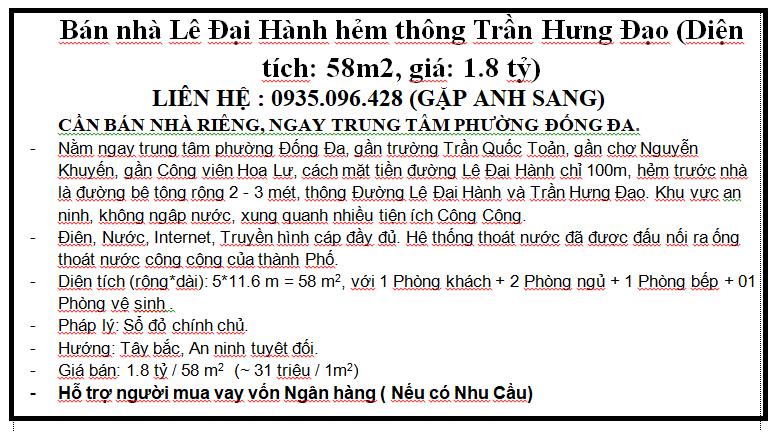 Bán nhà Lê Đại Hành hẻm thông Trần Hưng Đạo (Diện
tích: 58m2, giá: 1.8 tỷ)
LIÊN HỆ : 0935.096.428 (GẶP ANH SANG)
CẦN BÁN NHÀ RIÊNG, NGAY TRUNG TÂM PHƯỜNG ĐỐNG ĐA.
- Nằm ngay trung tâm phường Đống Đa, gần trường Trần Quốc Toản, gần chợ Nguyễn
Khuyến, gần Công viên Hoa Lư, cách mặt tiền đường Lê Đại Hành chỉ 100m, hẻm trước nhà
là đường bê tông rộng 2 - 3 mét, thông Đường Lê Đại Hành và Trần Hưng Đạo. Khu vực an
ninh, không ngập nước, xung quanh nhiều tiện ích Công Cộng.
- Điện, Nước, Internet, Truyền hình cáp đầy đủ. Hệ thống thoát nước đã được đấu nối ra ống
thoát nước công cộng của thành Phố.
- Diện tích (rộng*dài): 5*11.6 m = 58 m², với 1 Phòng khách + 2 Phòng ngủ + 1 Phòng bếp + 01
Phòng vệ sinh .
- Pháp lý: Sổ đỏ chính chủ.
- Hướng: Tây bắc, An ninh tuyệt đối.
- Giá bán: 1.8 tỷ / 58 m² (~ 31 triệu / 1m²)
- Hỗ trợ người mua vay vốn Ngân hàng ( Nếu có Nhu Cầu)